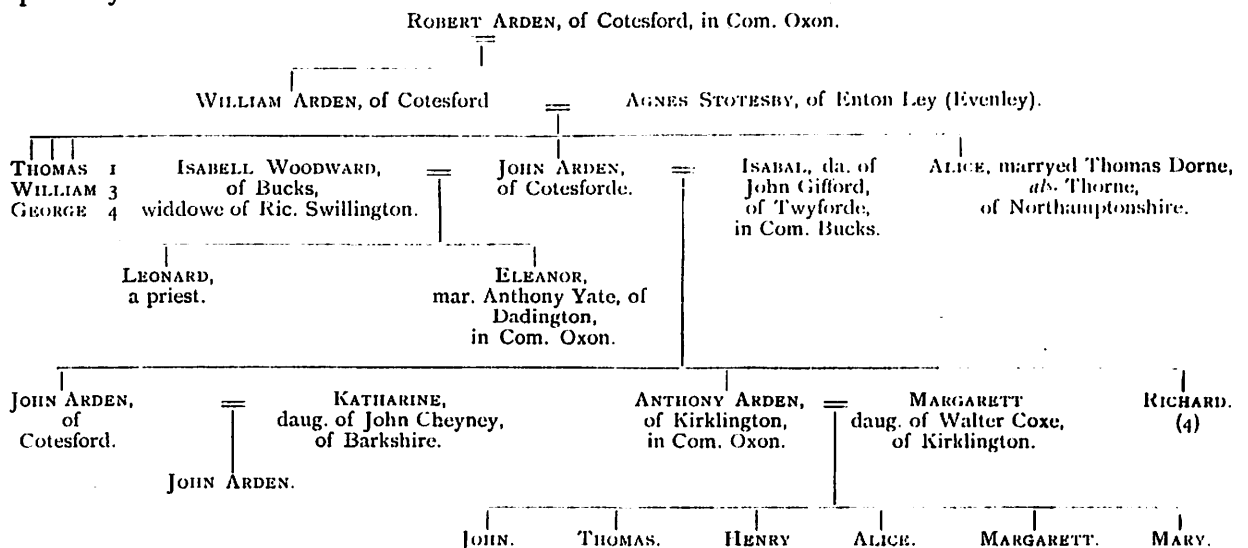 ROBERT ARDEN, of Cotesford, in Com. Oxon.
WILLIAM ARDEN, of Cotesford = AGNES STOTESBY, of Enton Ley (Evenley).
THOMAS 1
WILLIAM 3
GEORGE 4
ISABELL WOODWARD,
of Bucks,
widdowe of Ric. Swillington.
=
JOHN ARDEN,
of Cotesforde.
=
ISABAL, da. of
John Gifford,
of Twyforde,
in Com. Bucks.
ALICE, marryed Thomas Dorne,
als. Thorne,
of Northamptonshire.
LEONARD,
a priest.
ELEANOR,
mar. Anthony Yate, of
Dadington,
in Com. Oxon.
JOHN ARDEN,
of
Cotesford.
=
KATHARINE,
daug. of John Cheyney,
of Barkshire.
ANTHONY ARDEN,
of Kirklington,
in Com. Oxon.
=
MARGARETT
daug. of Walter Coxe,
of Kirklington.
RICHARD.
(4)
JOHN ARDEN.
JOHN. THOMAS. HENRY ALICE. MARGARETT. MARY.